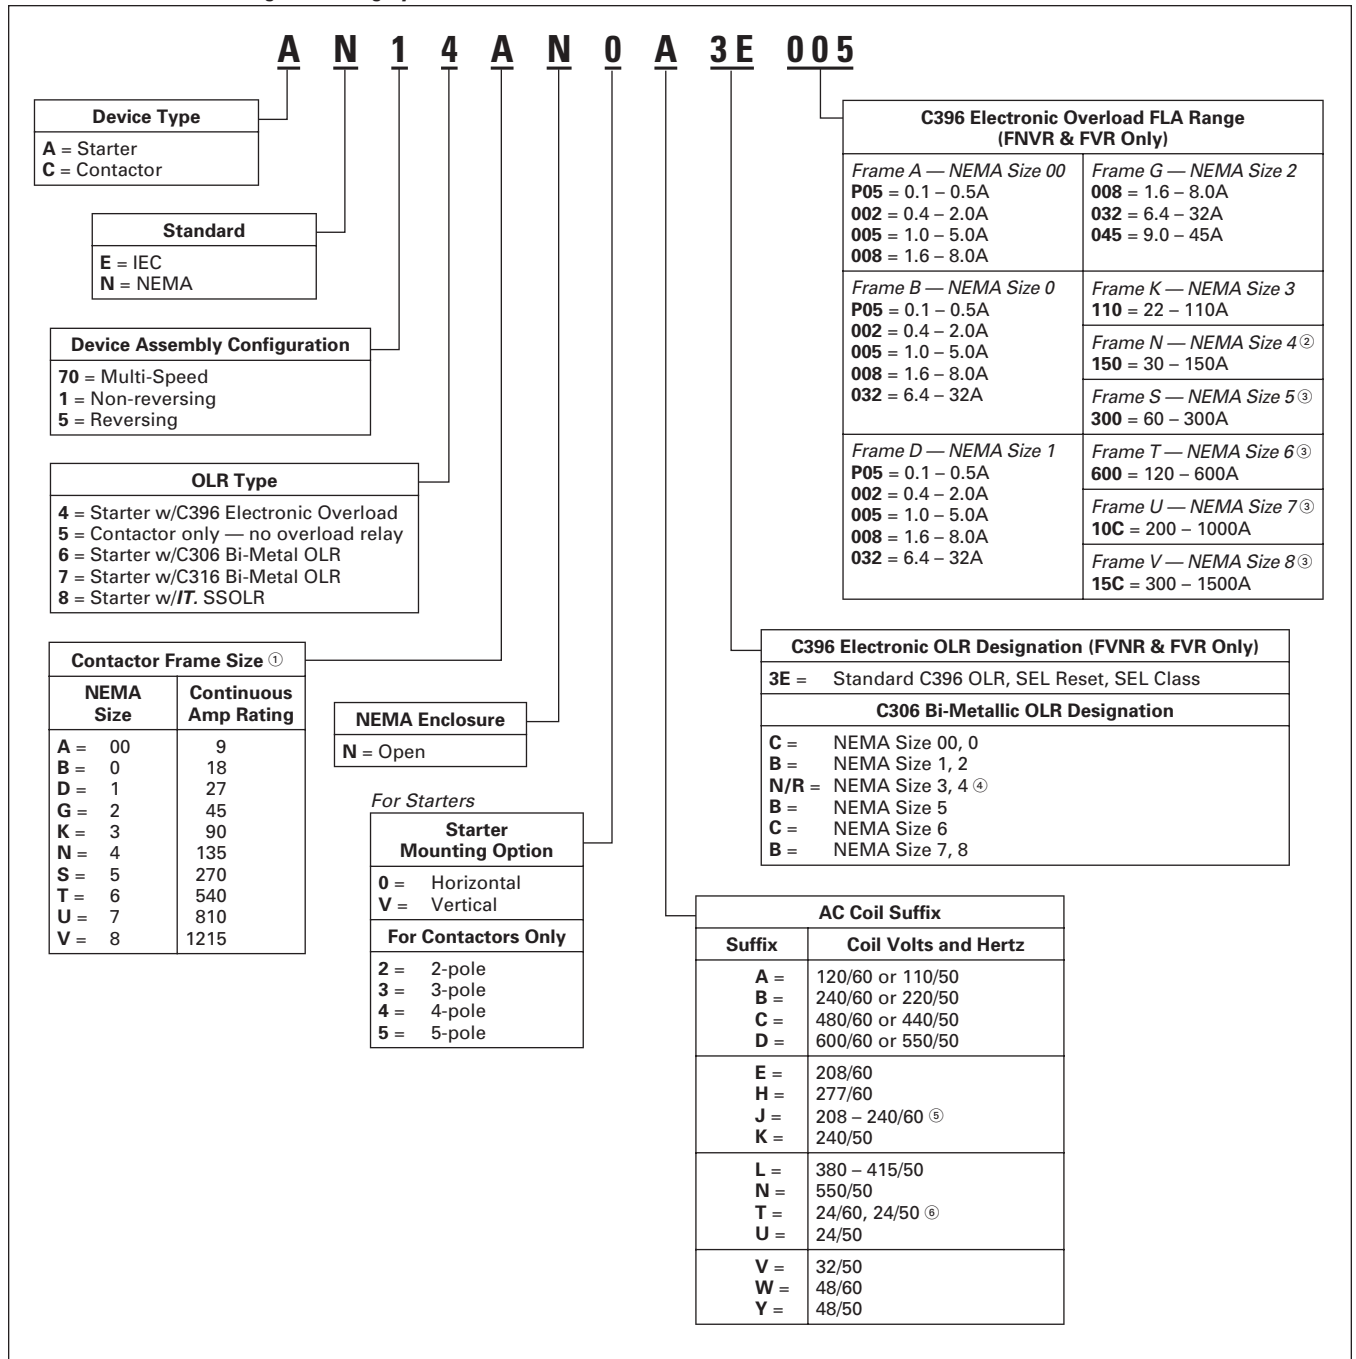 A N 1 4 A N 0 A 3E 005
Device Type
A = Starter
C = Contactor
Standard
E = IEC
N = NEMA
Device Assembly Configuration
70 = Multi-Speed
1 = Non-reversing
5 = Reversing
OLR Type
4 = Starter w/C396 Electronic Overload
5 = Contactor only — no overload relay
6 = Starter w/C306 Bi-Metal OLR
7 = Starter w/C316 Bi-Metal OLR
8 = Starter w/IT. SSOLR
Contactor Frame Size ①
NEMA Size Continuous Amp Rating
A = 00 9
B = 0 18
D = 1 27
G = 2 45
K = 3 90
N = 4 135
S = 5 270
T = 6 540
U = 7 810
V = 8 1215
NEMA Enclosure
N = Open
For Starters
Starter
Mounting Option
0 = Horizontal
V = Vertical
For Contactors Only
2 = 2-pole
3 = 3-pole
4 = 4-pole
5 = 5-pole
C396 Electronic Overload FLA Range
(FNVR & FVR Only)
Frame A — NEMA Size 00
P05 = 0.1 – 0.5A
002 = 0.4 – 2.0A
005 = 1.0 – 5.0A
008 = 1.6 – 8.0A
Frame B — NEMA Size 0
P05 = 0.1 – 0.5A
002 = 0.4 – 2.0A
005 = 1.0 – 5.0A
008 = 1.6 – 8.0A
032 = 6.4 – 32A
Frame D — NEMA Size 1
P05 = 0.1 – 0.5A
002 = 0.4 – 2.0A
005 = 1.0 – 5.0A
008 = 1.6 – 8.0A
032 = 6.4 – 32A
Frame G — NEMA Size 2
008 = 1.6 – 8.0A
032 = 6.4 – 32A
045 = 9.0 – 45A
Frame K — NEMA Size 3
110 = 22 – 110A
Frame N — NEMA Size 4 ②
150 = 30 – 150A
Frame S — NEMA Size 5 ③
300 = 60 – 300A
Frame T — NEMA Size 6 ③
600 = 120 – 600A
Frame U — NEMA Size 7 ③
10C = 200 – 1000A
Frame V — NEMA Size 8 ③
15C = 300 – 1500A
C396 Electronic OLR Designation (FVNR & FVR Only)
3E = Standard C396 OLR, SEL Reset, SEL Class
C306 Bi-Metallic OLR Designation
C = NEMA Size 00, 0
B = NEMA Size 1, 2
N/R = NEMA Size 3, 4 ④
B = NEMA Size 5
C = NEMA Size 6
B = NEMA Size 7, 8
AC Coil Suffix
Suffix Coil Volts and Hertz
A = 120/60 or 110/50
B = 240/60 or 220/50
C = 480/60 or 440/50
D = 600/60 or 550/50
E = 208/60
H = 277/60
J = 208 – 240/60 ⑤
K = 240/50
L = 380 – 415/50
N = 550/50
T = 24/60, 24/50 ⑥
U = 24/50
V = 32/50
W = 48/60
Y = 48/50